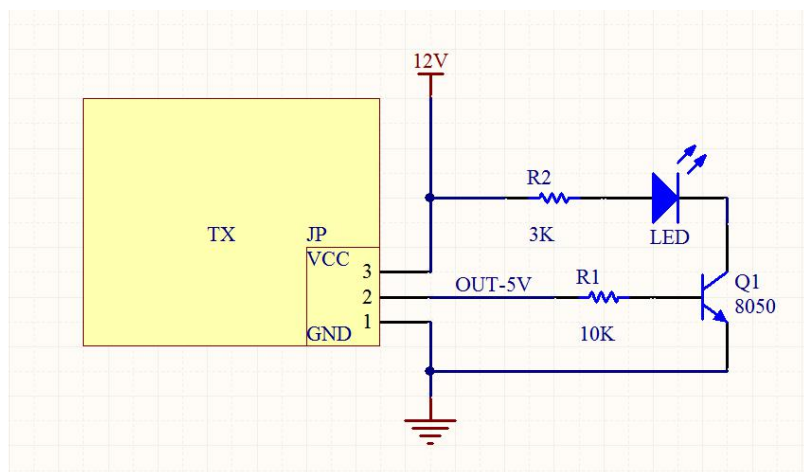 12V
R2
TX
JP
3K
LED
VCC
3
OUT-5V
R1
Q1
2
8050
1
GND
10K